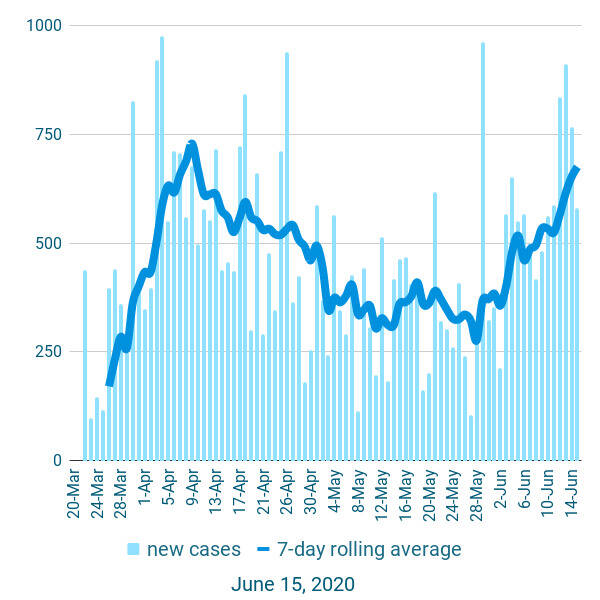 1000
750
500
250
0
20-Mar
24-Mar
28-Mar
1-Apr
5-Apr
9-Apr
13-Apr
17-Apr
21-Apr
26-Apr
30-Apr
4-May
8-May
12-May
16-May
20-May
24-May
28-May
2-Jun
6-Jun
10-Jun
14-Jun
new cases 7-day rolling average
June 15, 2020